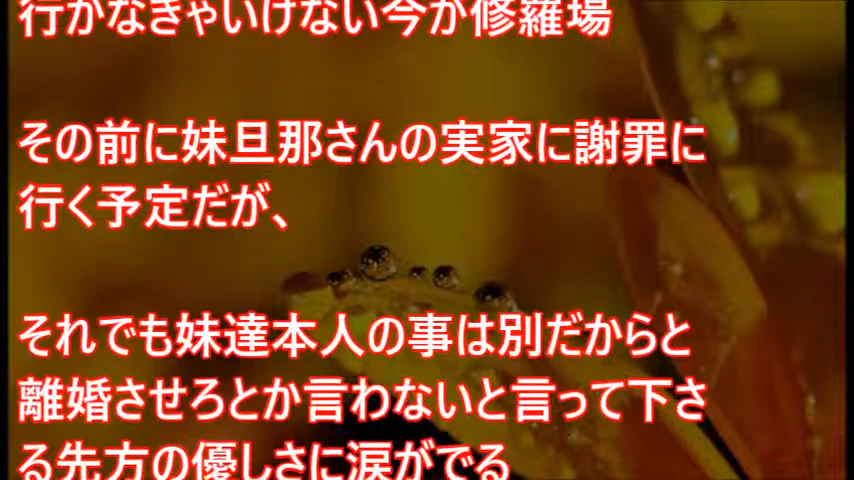 行かなきゃいけない今が修羅場
その前に妹旦那さんの実家に謝罪に
行く予定だが、
それでも妹達本人の事は別だからと
離婚させろとか言わないと言って下さ
る先方の優しさに涙がでる